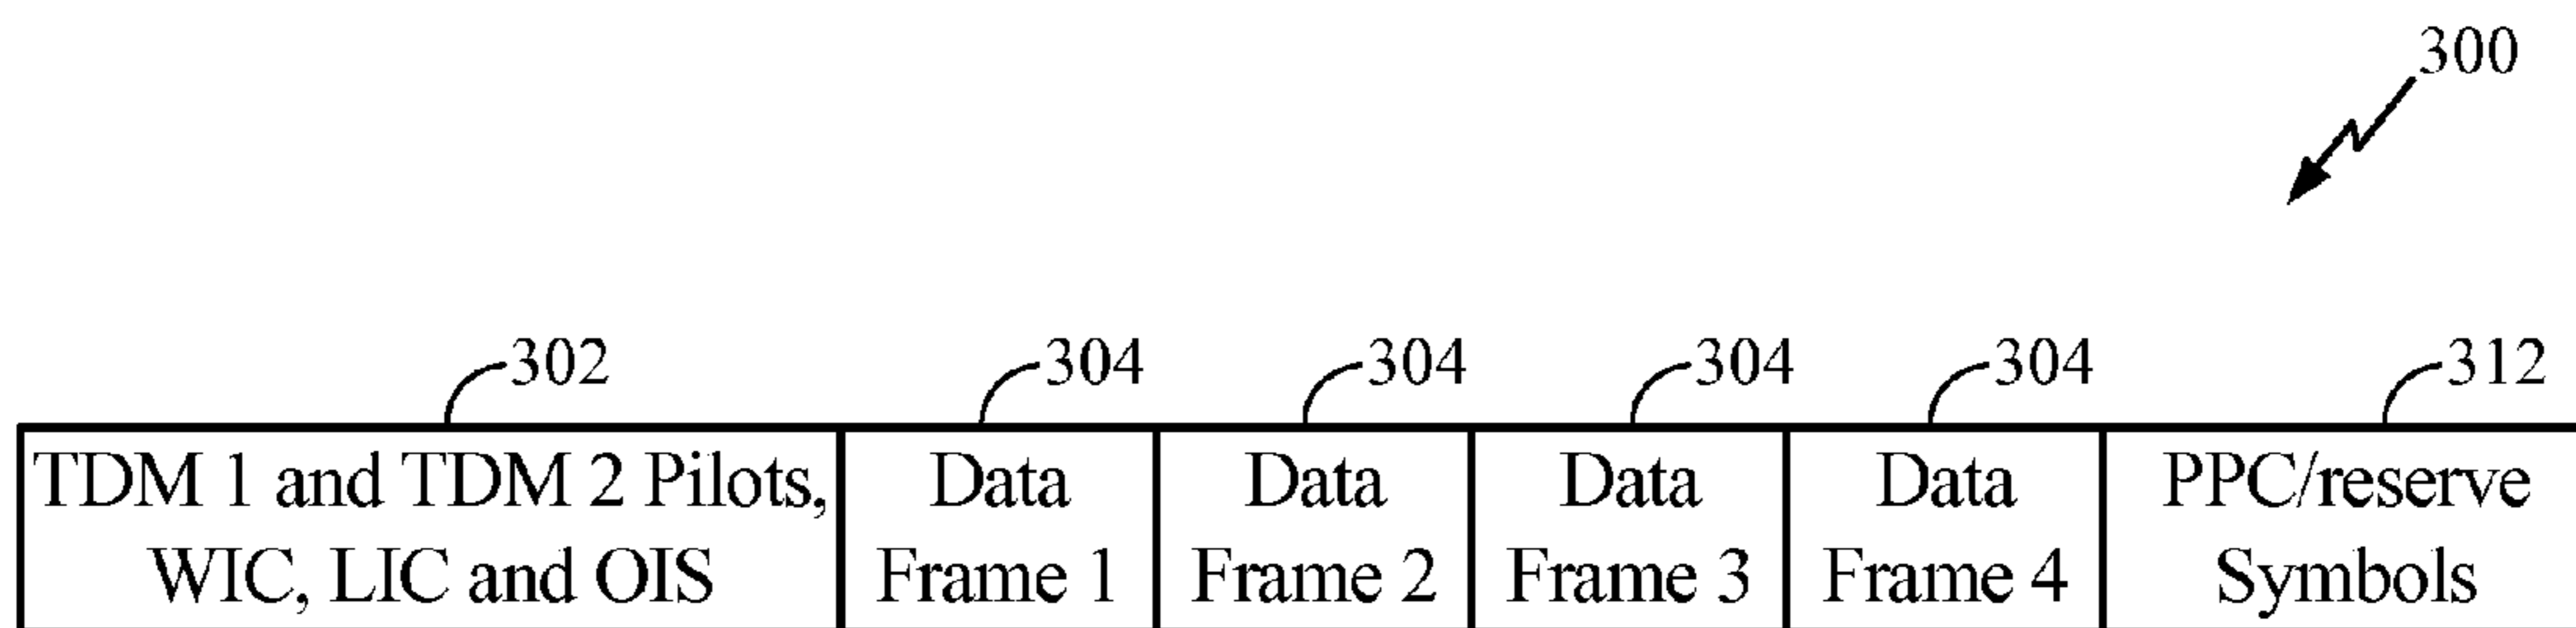 300
302
304
304
304
304
312
TDM 1 and TDM 2 Pilots,
WIC, LIC and OIS
Data
Frame 1
Data
Frame 2
Data
Frame 3
Data
Frame 4
PPC/reserve
Symbols